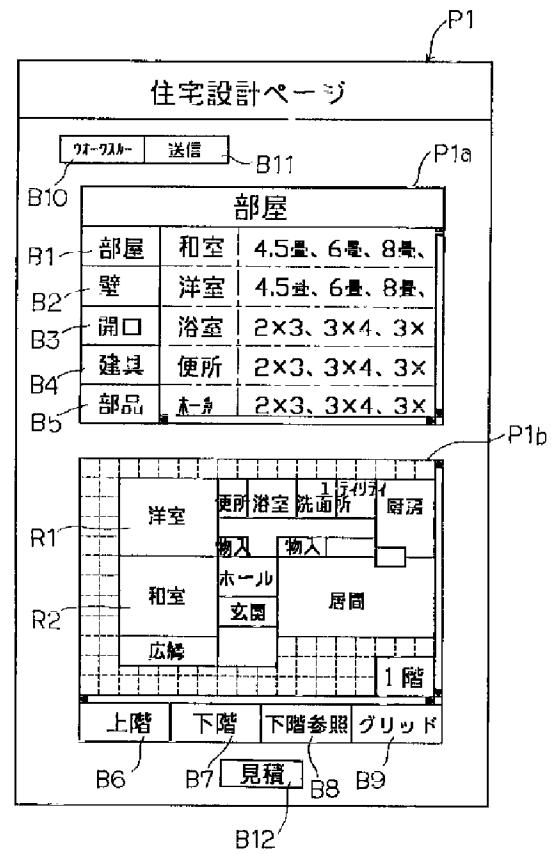 P1
住宅設計ページ
ウオークスルー 送信
B10 B11 P1a
部屋
B1 部屋 和室 4.5畳、6畳、8畳、
B2 壁 洋室 4.5畳、6畳、8畳、
B3 開口 浴室 2×3、3×4、3×
B4 建具 便所 2×3、3×4、3×
B5 部品 ホール 2×3、3×4、3×
P1b
R1 洋室 便所 浴室 洗面所 ユーティリティ 厨房
物入 物入
ホール
R2 和室 玄関 居間
広縁
1階
上階 下階 下階参照 グリッド
B6 B7 B8 B9
見積
B12